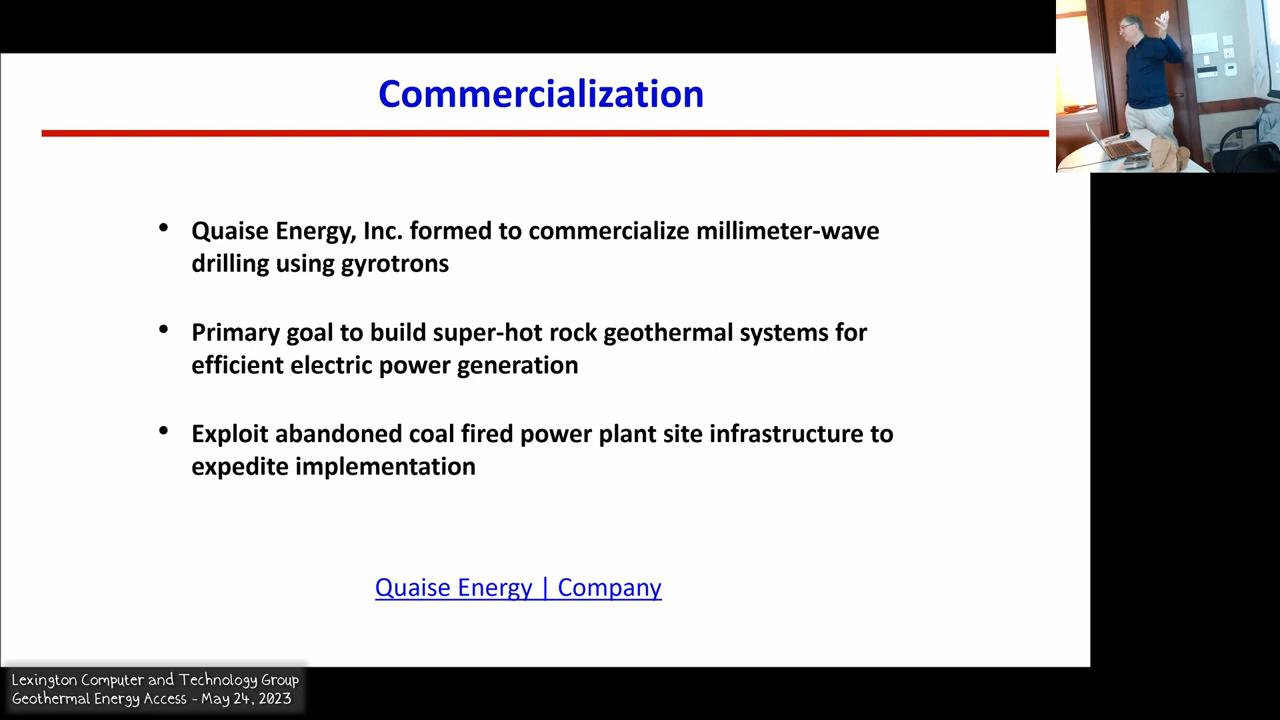 Commercialization
• Quaise Energy, Inc. formed to commercialize millimeter-wave
drilling using gyrotrons
• Primary goal to build super-hot rock geothermal systems for
efficient electric power generation
• Exploit abandoned coal fired power plant site infrastructure to
expedite implementation
Quaise Energy | Company
Lexington Computer and Technology Group
Geothermal Energy Access - May 24, 2023